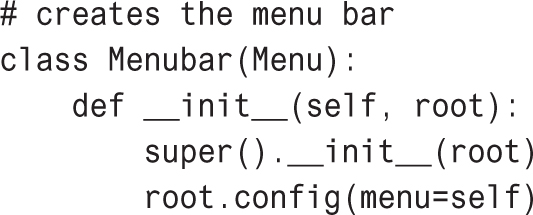 # creates the menu bar
class Menubar(Menu):
    def __init__(self, root):
        super().__init__(root)
        root.config(menu=self)